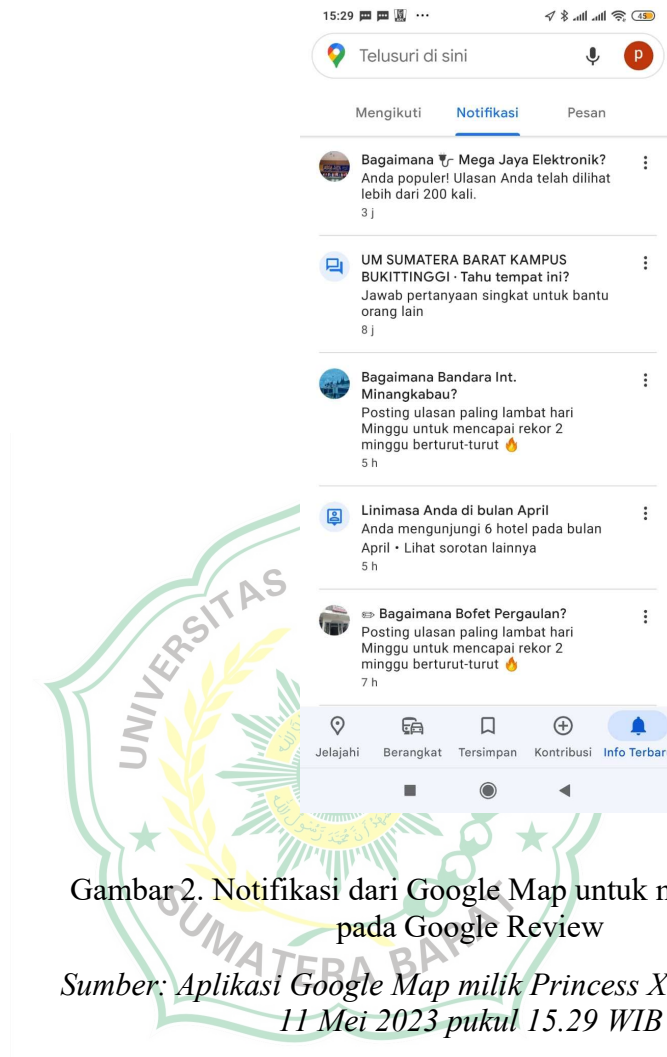 15:29 ...
45
Telusuri di sini
p
Mengikuti Notifikasi Pesan
Bagaimana Mega Jaya Elektronik?
Anda populer! Ulasan Anda telah dilihat
lebih dari 200 kali.
3 j
UM SUMATERA BARAT KAMPUS
BUKITTINGGI · Tahu tempat ini?
Jawab pertanyaan singkat untuk bantu
orang lain
8 j
Bagaimana Bandara Int.
Minangkabau?
Posting ulasan paling lambat hari
Minggu untuk mencapai rekor 2
minggu berturut-turut 🔥
5 h
Linimasa Anda di bulan April
Anda mengunjungi 6 hotel pada bulan
April • Lihat sorotan lainnya
5 h
✏ Bagaimana Bofet Pergaulan?
Posting ulasan paling lambat hari
Minggu untuk mencapai rekor 2
minggu berturut-turut 🔥
7 h
Jelajahi Berangkat Tersimpan Kontribusi Info Terbar
UNIVERSITAS
SUMATERA BARAT
Gambar 2. Notifikasi dari Google Map untuk
pada Google Review
Sumber: Aplikasi Google Map milik Princess X
11 Mei 2023 pukul 15.29 WIB